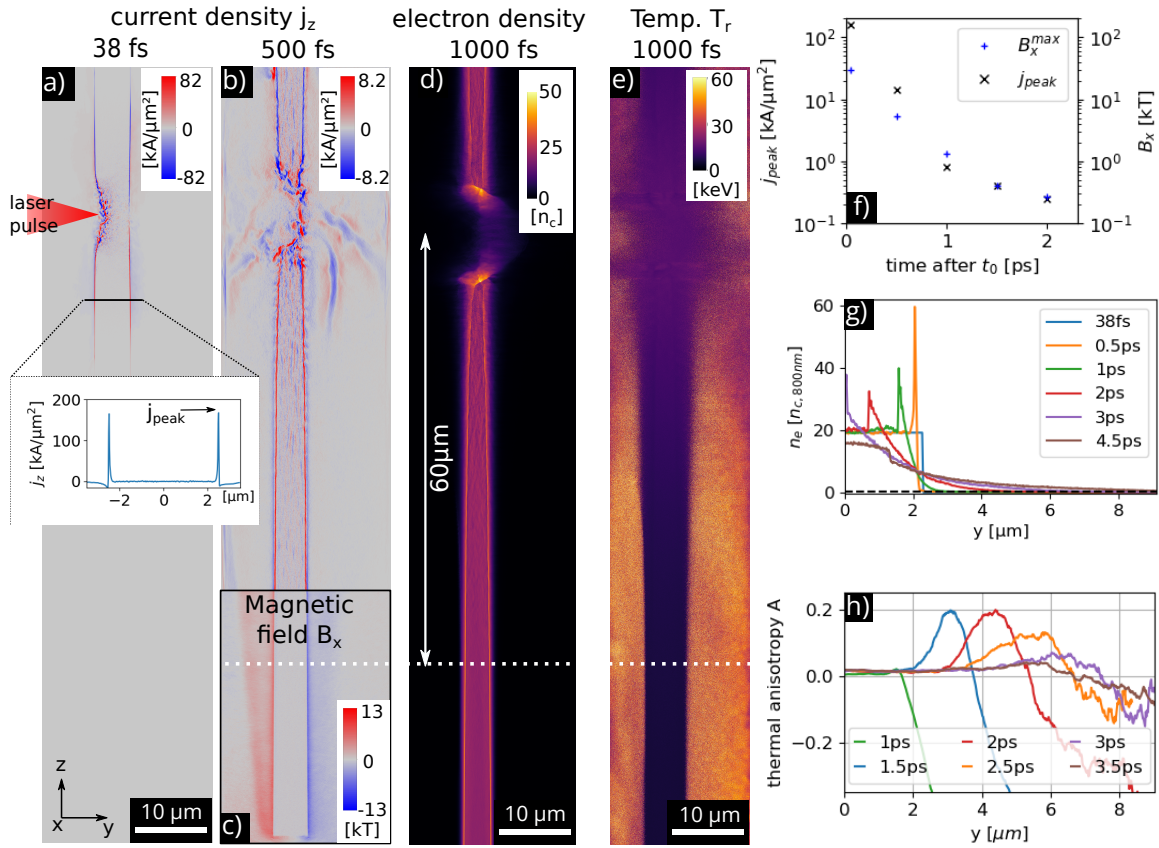 current density j_z
electron density
Temp. T_r
38 fs
500 fs
1000 fs
1000 fs
a)
82
0
-82
[kA/μm²]
laser
pulse
j_z [kA/μm²]
200
100
0
j_peak
−2
0
2
[μm]
z
x
y
10 μm
b)
8.2
0
-8.2
[kA/μm²]
Magnetic
field B_x
13
0
-13
[kT]
c)
d)
50
25
0
[n_c]
60μm
10 μm
e)
60
30
0
[keV]
10 μm
f)
j_peak [kA/μm²]
10²
10¹
10⁰
10⁻¹
B_x^max
j_peak
10²
10¹
10⁰
10⁻¹
B_x [kT]
0
1
2
time after t₀ [ps]
g)
n_e [n_c,800nm]
60
40
20
0
38fs
0.5ps
1ps
2ps
3ps
4.5ps
0
2
4
6
8
y [μm]
h)
thermal anisotropy A
0.2
0.0
−0.2
1ps
2ps
3ps
1.5ps
2.5ps
3.5ps
0
2
4
6
8
y [μm]